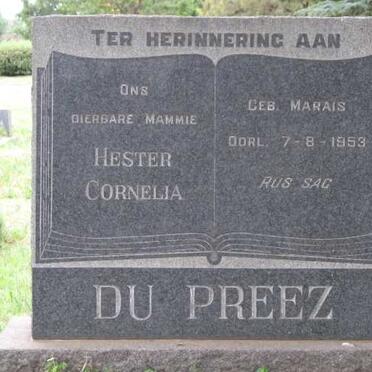 TER HERINNERING AAN
ONS
DIERBARE MAMMIE
HESTER
CORNELIA
GEB. MARAIS
OORL. 7-8-1953
RUS SAG
DU PREEZ